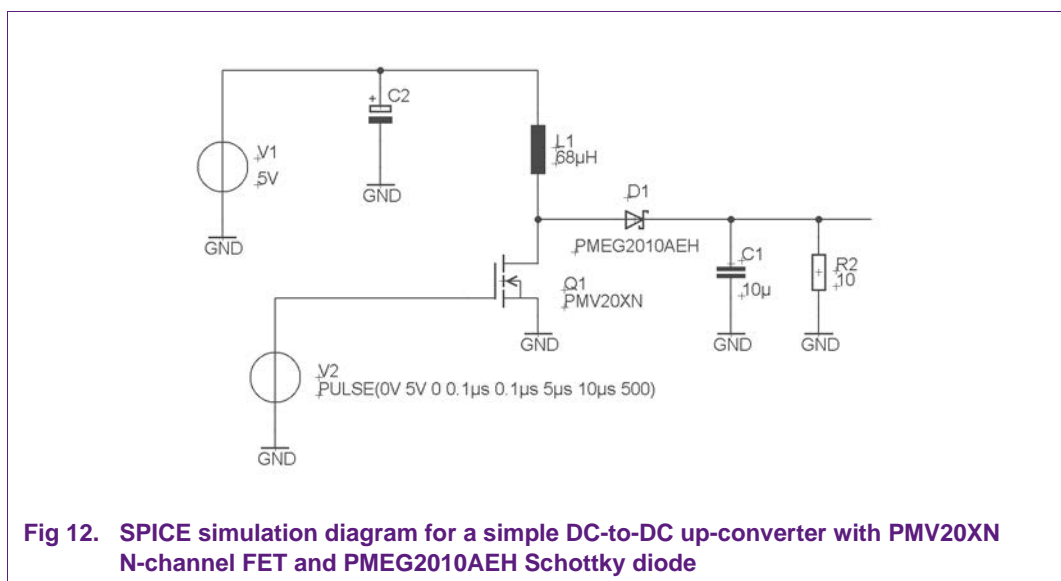 C2
L1
68µH
V1
5V
GND
D1
GND
PMEG2010AEH
C1
10µ
R2
10
Q1
PMV20XN
GND
GND
GND
V2
PULSE(0V 5V 0 0.1µs 0.1µs 5µs 10µs 500)
GND
Fig 12. SPICE simulation diagram for a simple DC-to-DC up-converter with PMV20XN
N-channel FET and PMEG2010AEH Schottky diode